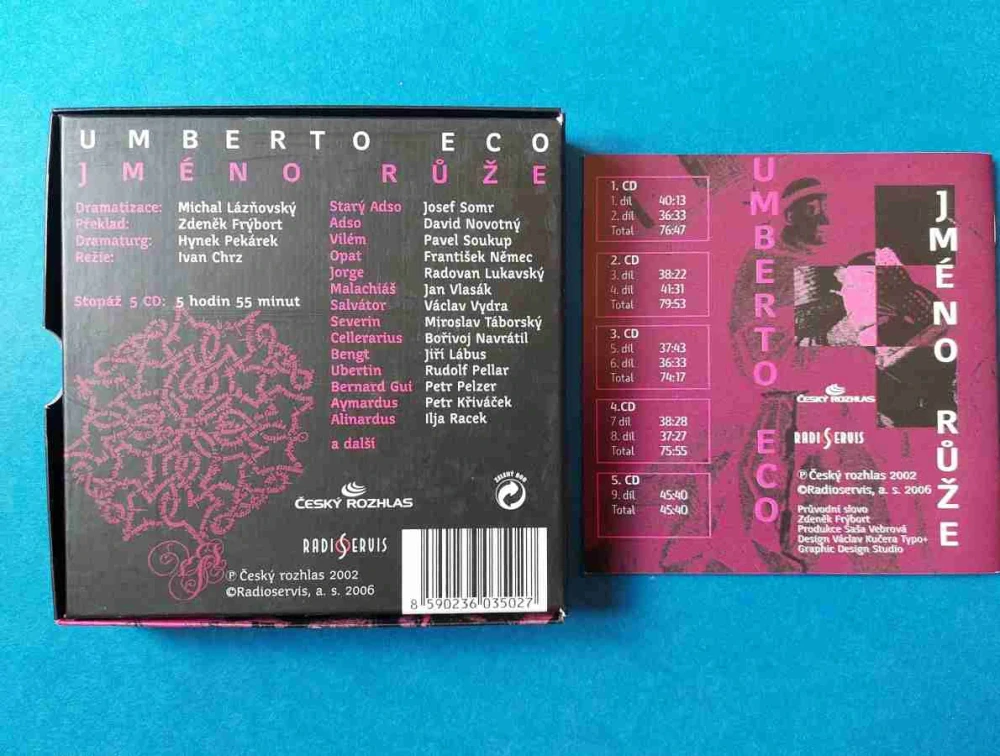 UMBERTO ECO
JMÉNO RŮŽE
Dramatizace: Michal Lázňovský
Překlad: Zdeněk Frýbort
Dramaturg: Hynek Pekárek
Režie: Ivan Chrz
Stopáž 5 CD: 5 hodin 55 minut
Starý Adso Josef Somr
Adso David Novotný
Vilém Pavel Soukup
Opat František Němec
Jorge Radovan Lukavský
Malachiáš Jan Vlasák
Salvátor Václav Vydra
Severin Miroslav Táborský
Cellerarius Bořivoj Navrátil
Bengt Jiří Lábus
Ubertin Rudolf Pellar
Bernard Gui Petr Pelzer
Aymardus Petr Křiváček
Alinardus Ilja Racek
a další
ČESKÝ ROZHLAS
ZELENÝ BOD
RADIOSERVIS
℗ Český rozhlas 2002
©Radioservis, a. s. 2006
8 590236 035027
1. CD
1. díl 40:13
2. díl 36:33
Total 76:47
2. CD
3. díl 38:22
4. díl 41:31
Total 79:53
3. CD
5. díl 37:43
6. díl 36:33
Total 74:17
4.CD
7 díl 38:28
8. díl 37:27
Total 75:55
5. CD
9. díl 45:40
Total 45:40
UMBERTO ECO
JMÉNO RŮŽE
ČESKÝ ROZHLAS
RADIOSERVIS
℗Český rozhlas 2002
©Radioservis, a. s. 2006
Průvodní slovo
Zdeněk Frýbort
Produkce Saša Vebrová
Design Václav Kučera Typo+
Graphic Design Studio